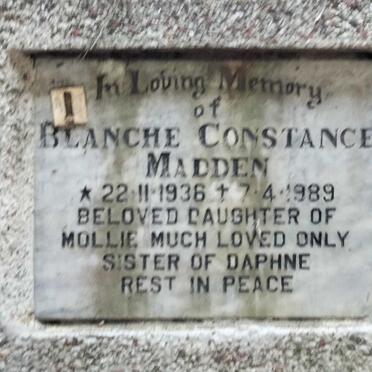 In Loving Memory
of
1
BLANCHE CONSTANCE
MADDEN
★ 22·11·1936 ✝ 7·4·1989
BELOVED DAUGHTER OF
MOLLIE MUCH LOVED ONLY
SISTER OF DAPHNE
REST IN PEACE